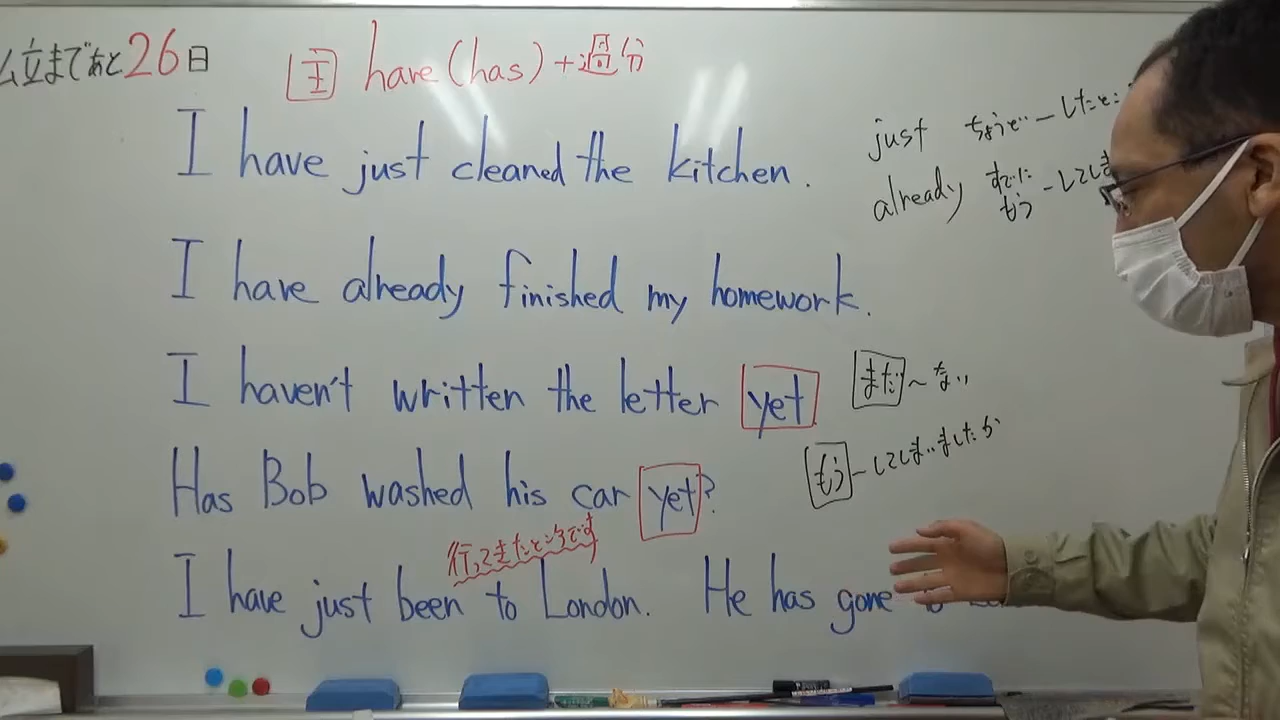 私立まであと26日
主 have (has) + 過分
I have just cleaned the kitchen.
just ちょうど〜したとこ
already すでに もう 〜してしま
I have already finished my homework.
I haven't written the letter yet まだ〜ない
Has Bob washed his car yet? もう〜してしまいましたか
行ってきたところです
I have just been to London. He has gone